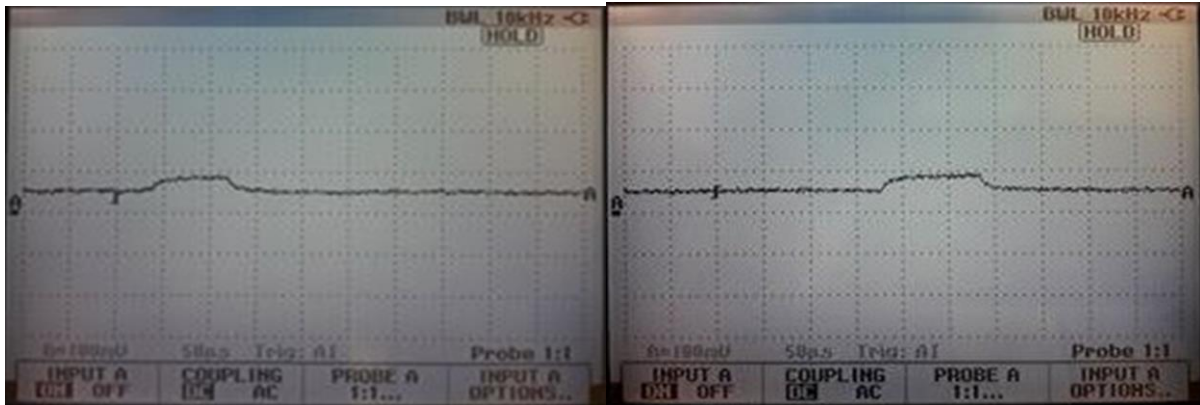 BWL 10kHz
HOLD
A
A
A=100mV 50µs Trig: A
Probe 1:1
INPUT A COUPLING PROBE A INPUT A
ON OFF DC AC 1:1... OPTIONS..
BWL 10kHz
HOLD
A
A
A=100mV 50µs Trig: A
Probe 1:1
INPUT A COUPLING PROBE A INPUT A
ON OFF DC AC 1:1... OPTIONS..